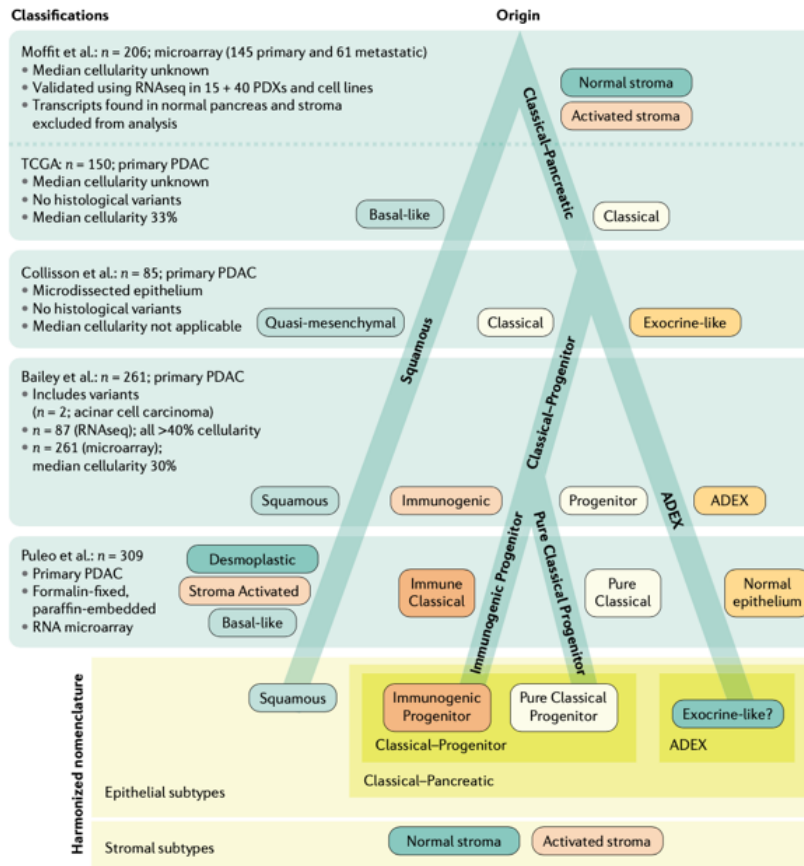 Classifications
Origin
Moffit et al.: n = 206; microarray (145 primary and 61 metastatic)
• Median cellularity unknown
• Validated using RNAseq in 15 + 40 PDXs and cell lines
• Transcripts found in normal pancreas and stroma
excluded from analysis
Normal stroma
Activated stroma
Classical–Pancreatic
TCGA: n = 150; primary PDAC
• Median cellularity unknown
• No histological variants
• Median cellularity 33%
Basal-like
Classical
Collisson et al.: n = 85; primary PDAC
• Microdissected epithelium
• No histological variants
• Median cellularity not applicable
Quasi-mesenchymal
Classical
Exocrine-like
Squamous
Classical–Progenitor
Bailey et al.: n = 261; primary PDAC
• Includes variants
(n = 2; acinar cell carcinoma)
• n = 87 (RNAseq); all >40% cellularity
• n = 261 (microarray);
median cellularity 30%
Squamous
Immunogenic
Progenitor
ADEX
ADEX
Immunogenic Progenitor
Pure Classical Progenitor
Puleo et al.: n = 309
• Primary PDAC
• Formalin-fixed,
paraffin-embedded
• RNA microarray
Desmoplastic
Stroma Activated
Basal-like
Immune
Classical
Pure
Classical
Normal
epithelium
Harmonized nomenclature
Squamous
Immunogenic
Progenitor
Pure Classical
Progenitor
Exocrine-like?
Classical–Progenitor
ADEX
Classical–Pancreatic
Epithelial subtypes
Stromal subtypes
Normal stroma
Activated stroma